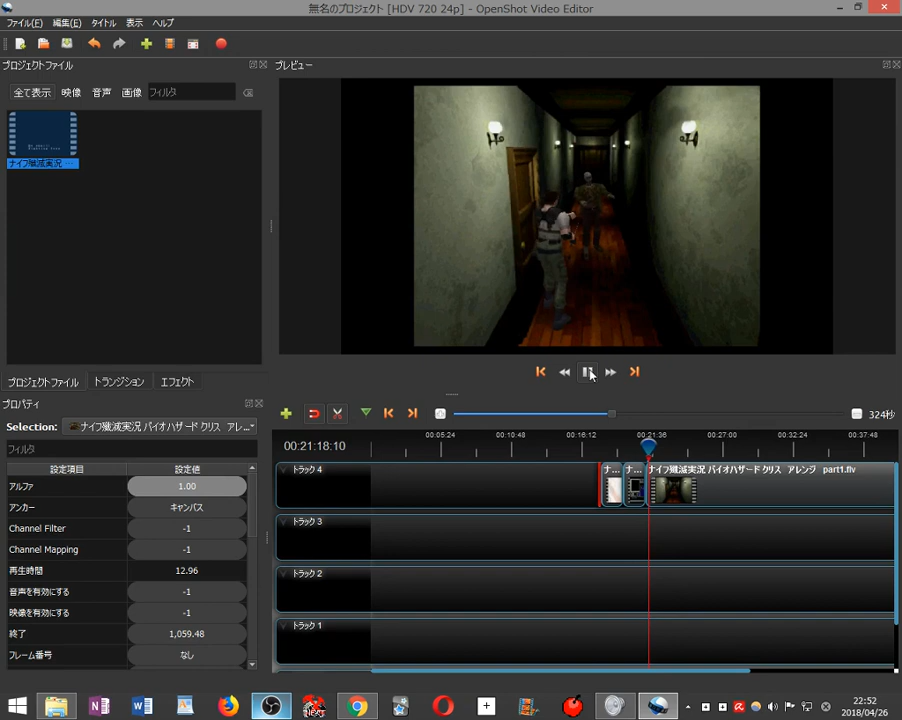 無名のプロジェクト [HDV 720 24p] - OpenShot Video Editor
ファイル(F) 編集(E) タイトル 表示 ヘルプ
プロジェクトファイル
プレビュー
全て表示 映像 音声 画像 フィルタ
ナイフ殲滅実況 ...
プロジェクトファイル トランジション エフェクト
プロパティ
Selection: ナイフ殲滅実況 バイオハザード クリス アレ...
フィルタ
設定項目 設定値
アルファ 1.00
アンカー キャンバス
Channel Filter -1
Channel Mapping -1
再生時間 12.96
音声を有効にする -1
映像を有効にする -1
終了 1,059.48
フレーム番号 なし
324秒
00:21:18:10
00:05:24 00:10:48 00:16:12 00:21:36 00:27:00 00:32:24 00:37:48
トラック 4
ナ... ナ... ナイフ殲滅実況 バイオハザード クリス アレンジ part1.flv
トラック 3
トラック 2
トラック 1
22:52
2018/04/26